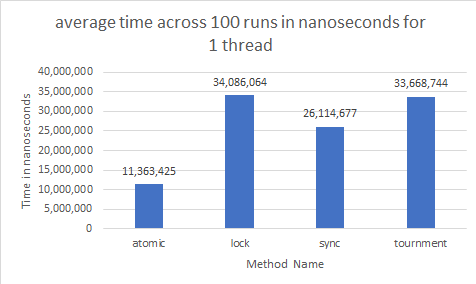 average time across 100 runs in nanoseconds for
1 thread
40,000,000
35,000,000
30,000,000
25,000,000
20,000,000
15,000,000
10,000,000
5,000,000
0
Time in nanoseconds
11,363,425
34,086,064
26,114,677
33,668,744
atomic
lock
sync
tournment
Method Name